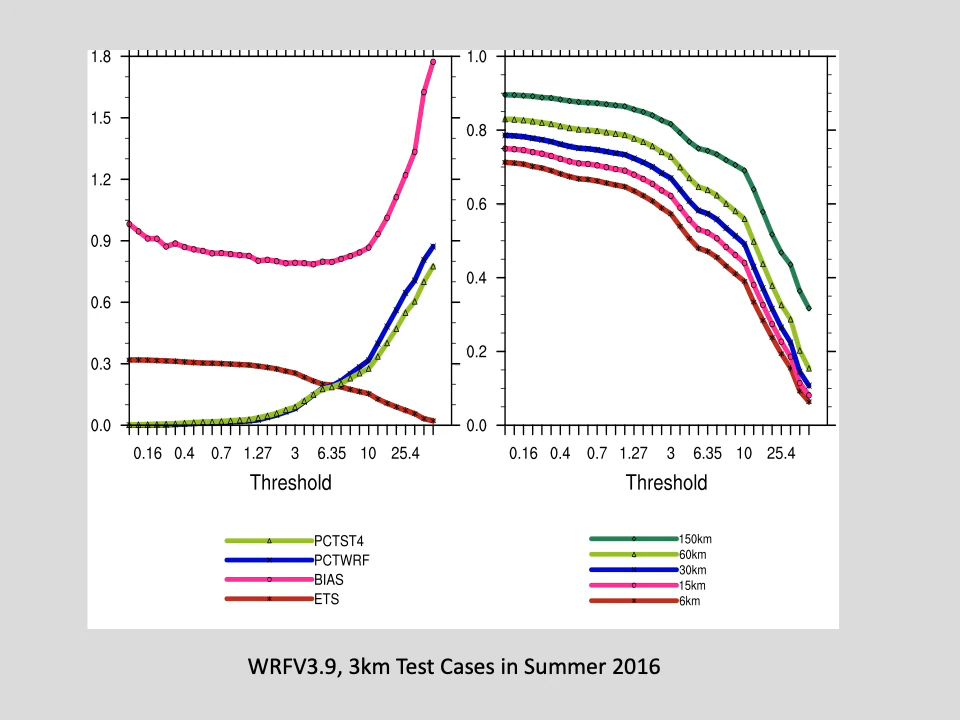 1.8
1.5
1.2
0.9
0.6
0.3
0.0
0.16 0.4 0.7 1.27 3 6.35 10 25.4
Threshold
PCTST4
PCTWRF
BIAS
ETS
1.0
0.8
0.6
0.4
0.2
0.0
0.16 0.4 0.7 1.27 3 6.35 10 25.4
Threshold
150km
60km
30km
15km
6km
WRFV3.9, 3km Test Cases in Summer 2016